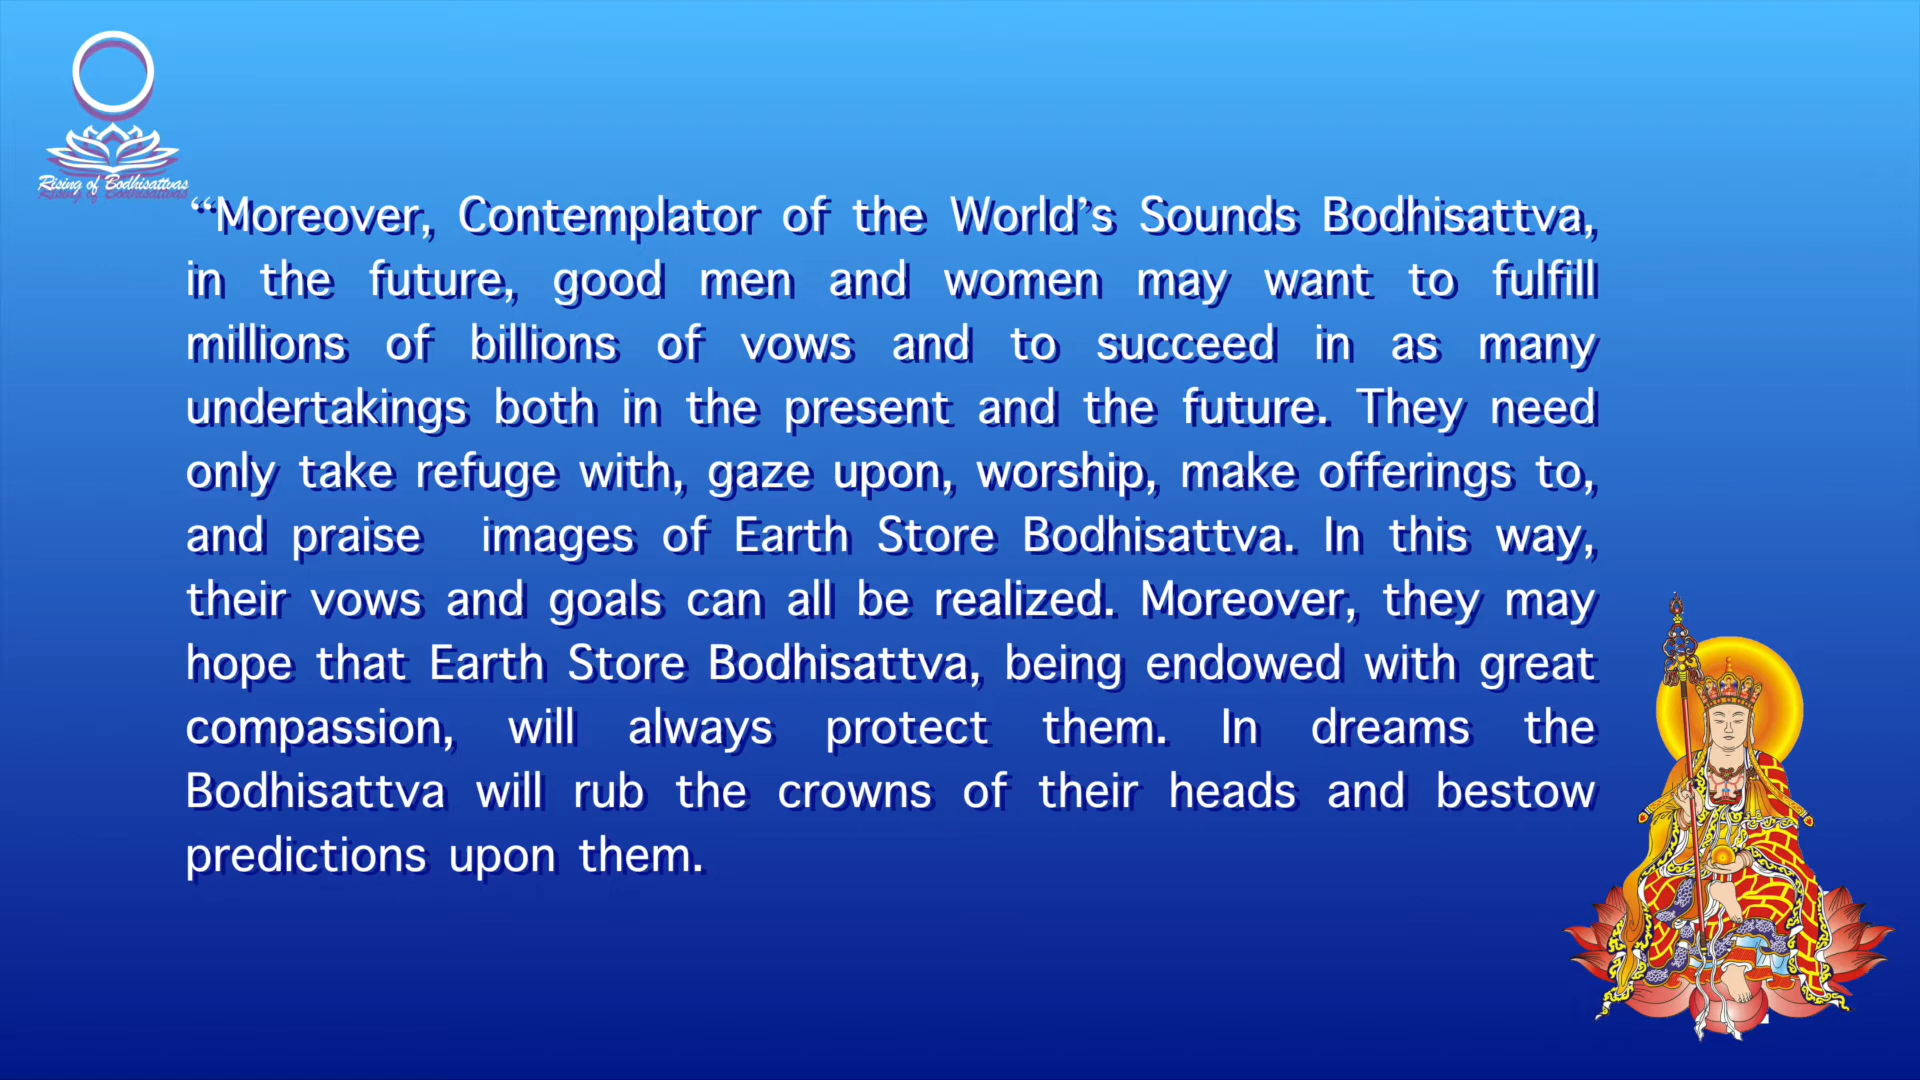 Rising of Bodhisattvas
“Moreover, Contemplator of the World’s Sounds Bodhisattva,
in the future, good men and women may want to fulfill
millions of billions of vows and to succeed in as many
undertakings both in the present and the future. They need
only take refuge with, gaze upon, worship, make offerings to,
and praise images of Earth Store Bodhisattva. In this way,
their vows and goals can all be realized. Moreover, they may
hope that Earth Store Bodhisattva, being endowed with great
compassion, will always protect them. In dreams the
Bodhisattva will rub the crowns of their heads and bestow
predictions upon them.